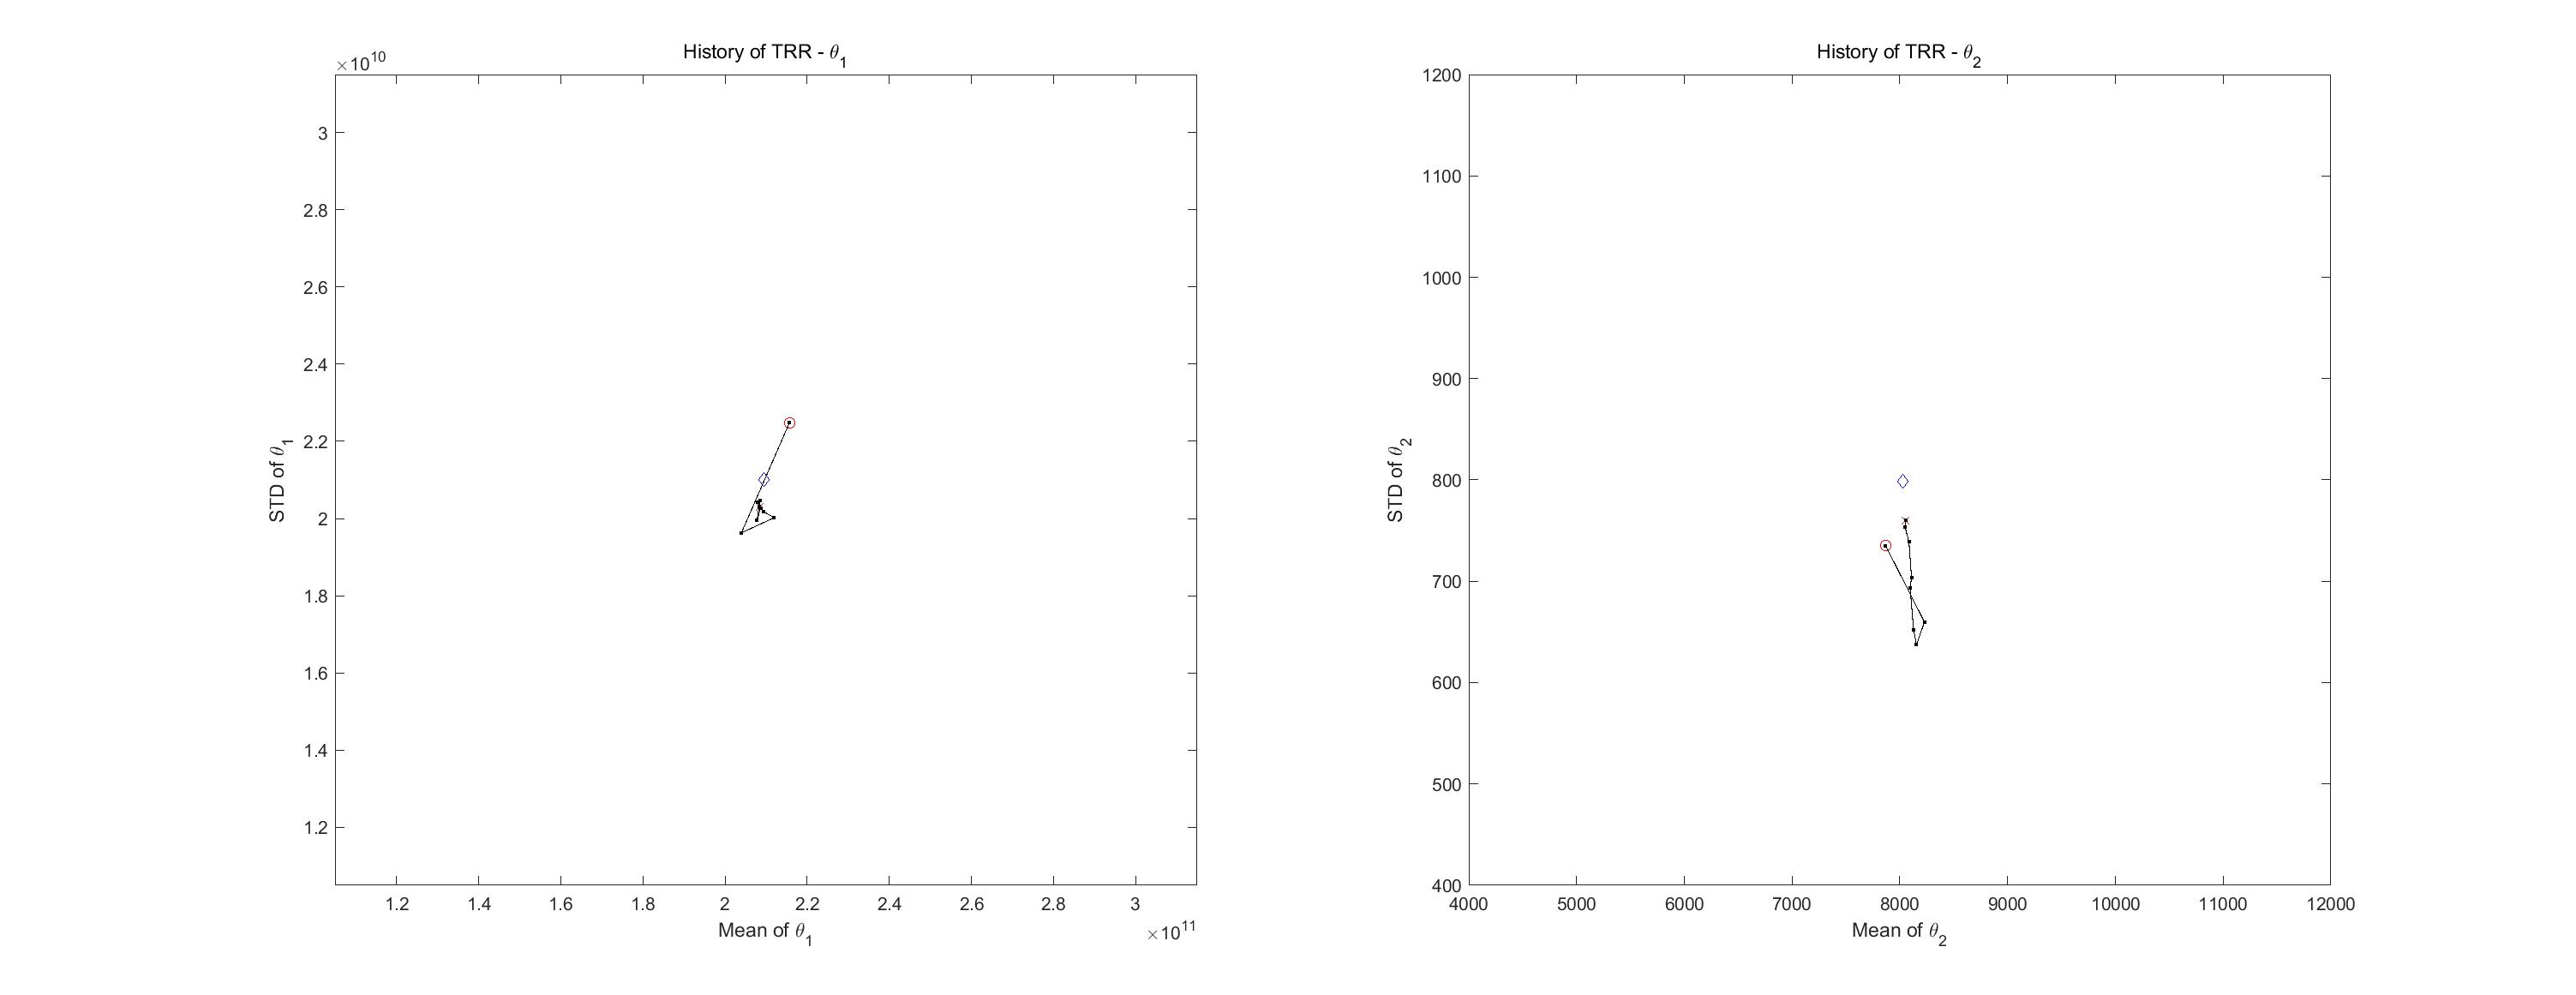 History of TRR - θ1
×10^10
3
2.8
2.6
2.4
2.2
2
1.8
1.6
1.4
1.2
STD of θ1
1.2 1.4 1.6 1.8 2 2.2 2.4 2.6 2.8 3
Mean of θ1
×10^11
History of TRR - θ2
1200
1100
1000
900
800
700
600
500
400
STD of θ2
4000 5000 6000 7000 8000 9000 10000 11000 12000
Mean of θ2